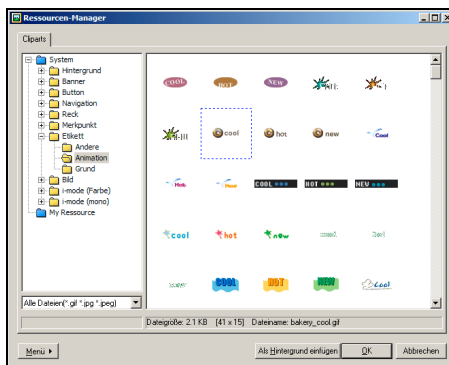 Ressourcen-Manager
Cliparts
System
Hintergrund
Banner
Button
Navigation
Reck
Merkpunkt
Etikett
Andere
Animation
Grund
Bild
i-mode (Farbe)
i-mode (mono)
My Ressource
COOL HOT NEW
cool hot new Cool
Hot New COOL HOT NEW
cool hot new
COOL HOT NEW Cool
Alle Dateien(*.gif *.jpg *.jpeg)
Dateigröße: 2.1 KB [41 x 15] Dateiname: bakery_cool.gif
Menü Als Hintergrund einfügen OK Abbrechen